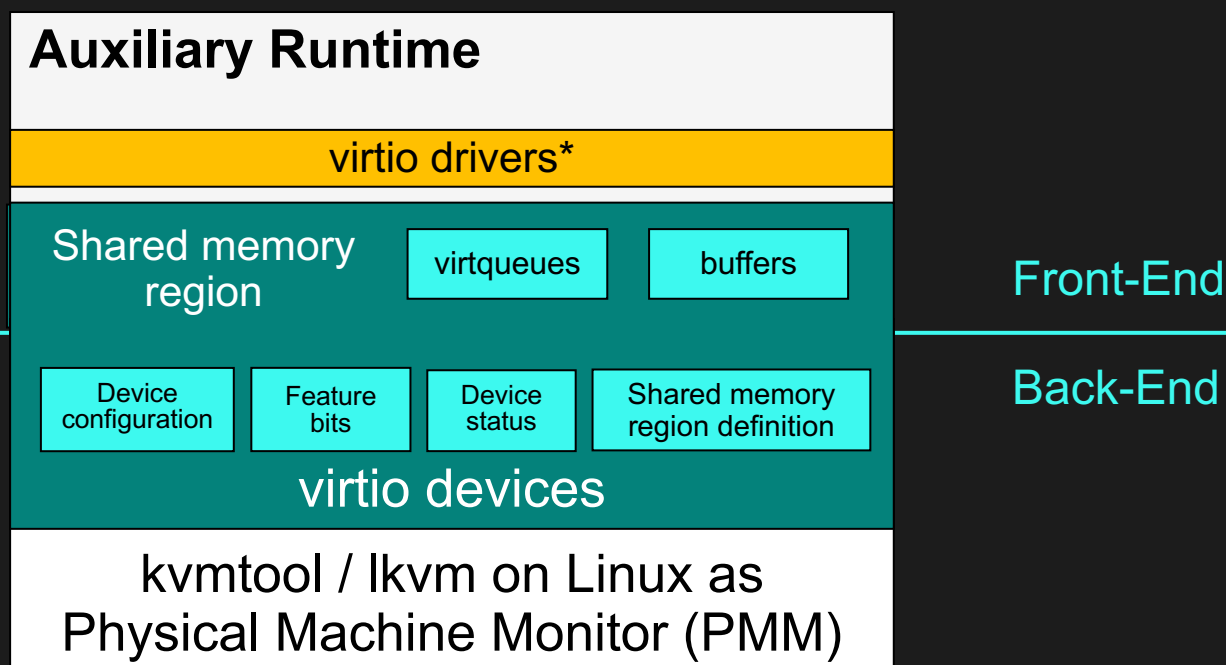 Auxiliary Runtime
virtio drivers*
Shared memory
region
virtqueues
buffers
Front-End
Back-End
Device
configuration
Feature
bits
Device
status
Shared memory
region definition
virtio devices
kvmtool / lkvm on Linux as
Physical Machine Monitor (PMM)